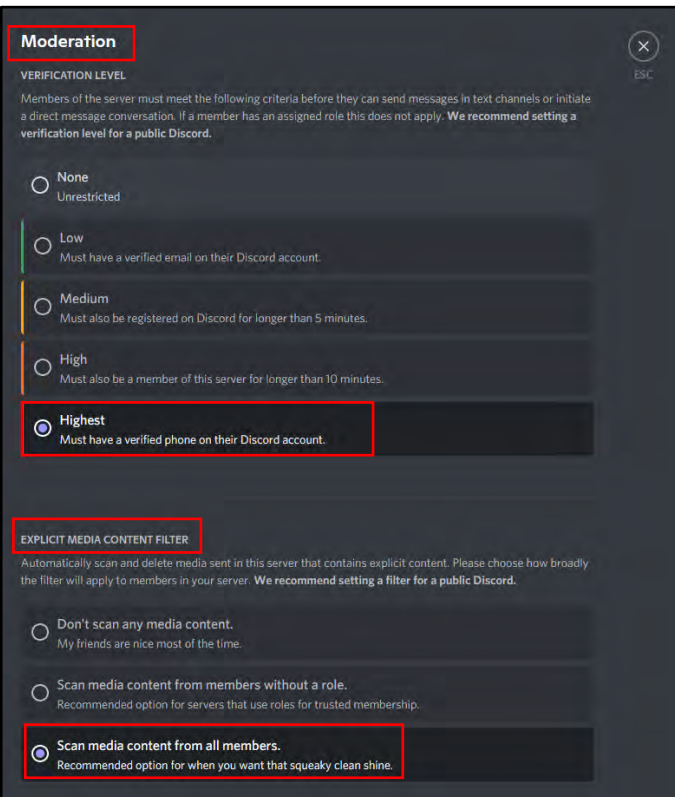 Moderation
ESC
VERIFICATION LEVEL
Members of the server must meet the following criteria before they can send messages in text channels or initiate
a direct message conversation. If a member has an assigned role this does not apply. We recommend setting a
verification level for a public Discord.
None
Unrestricted
Low
Must have a verified email on their Discord account.
Medium
Must also be registered on Discord for longer than 5 minutes.
High
Must also be a member of this server for longer than 10 minutes.
Highest
Must have a verified phone on their Discord account.
EXPLICIT MEDIA CONTENT FILTER
Automatically scan and delete media sent in this server that contains explicit content. Please choose how broadly
the filter will apply to members in your server. We recommend setting a filter for a public Discord.
Don't scan any media content.
My friends are nice most of the time.
Scan media content from members without a role.
Recommended option for servers that use roles for trusted membership.
Scan media content from all members.
Recommended option for when you want that squeaky clean shine.